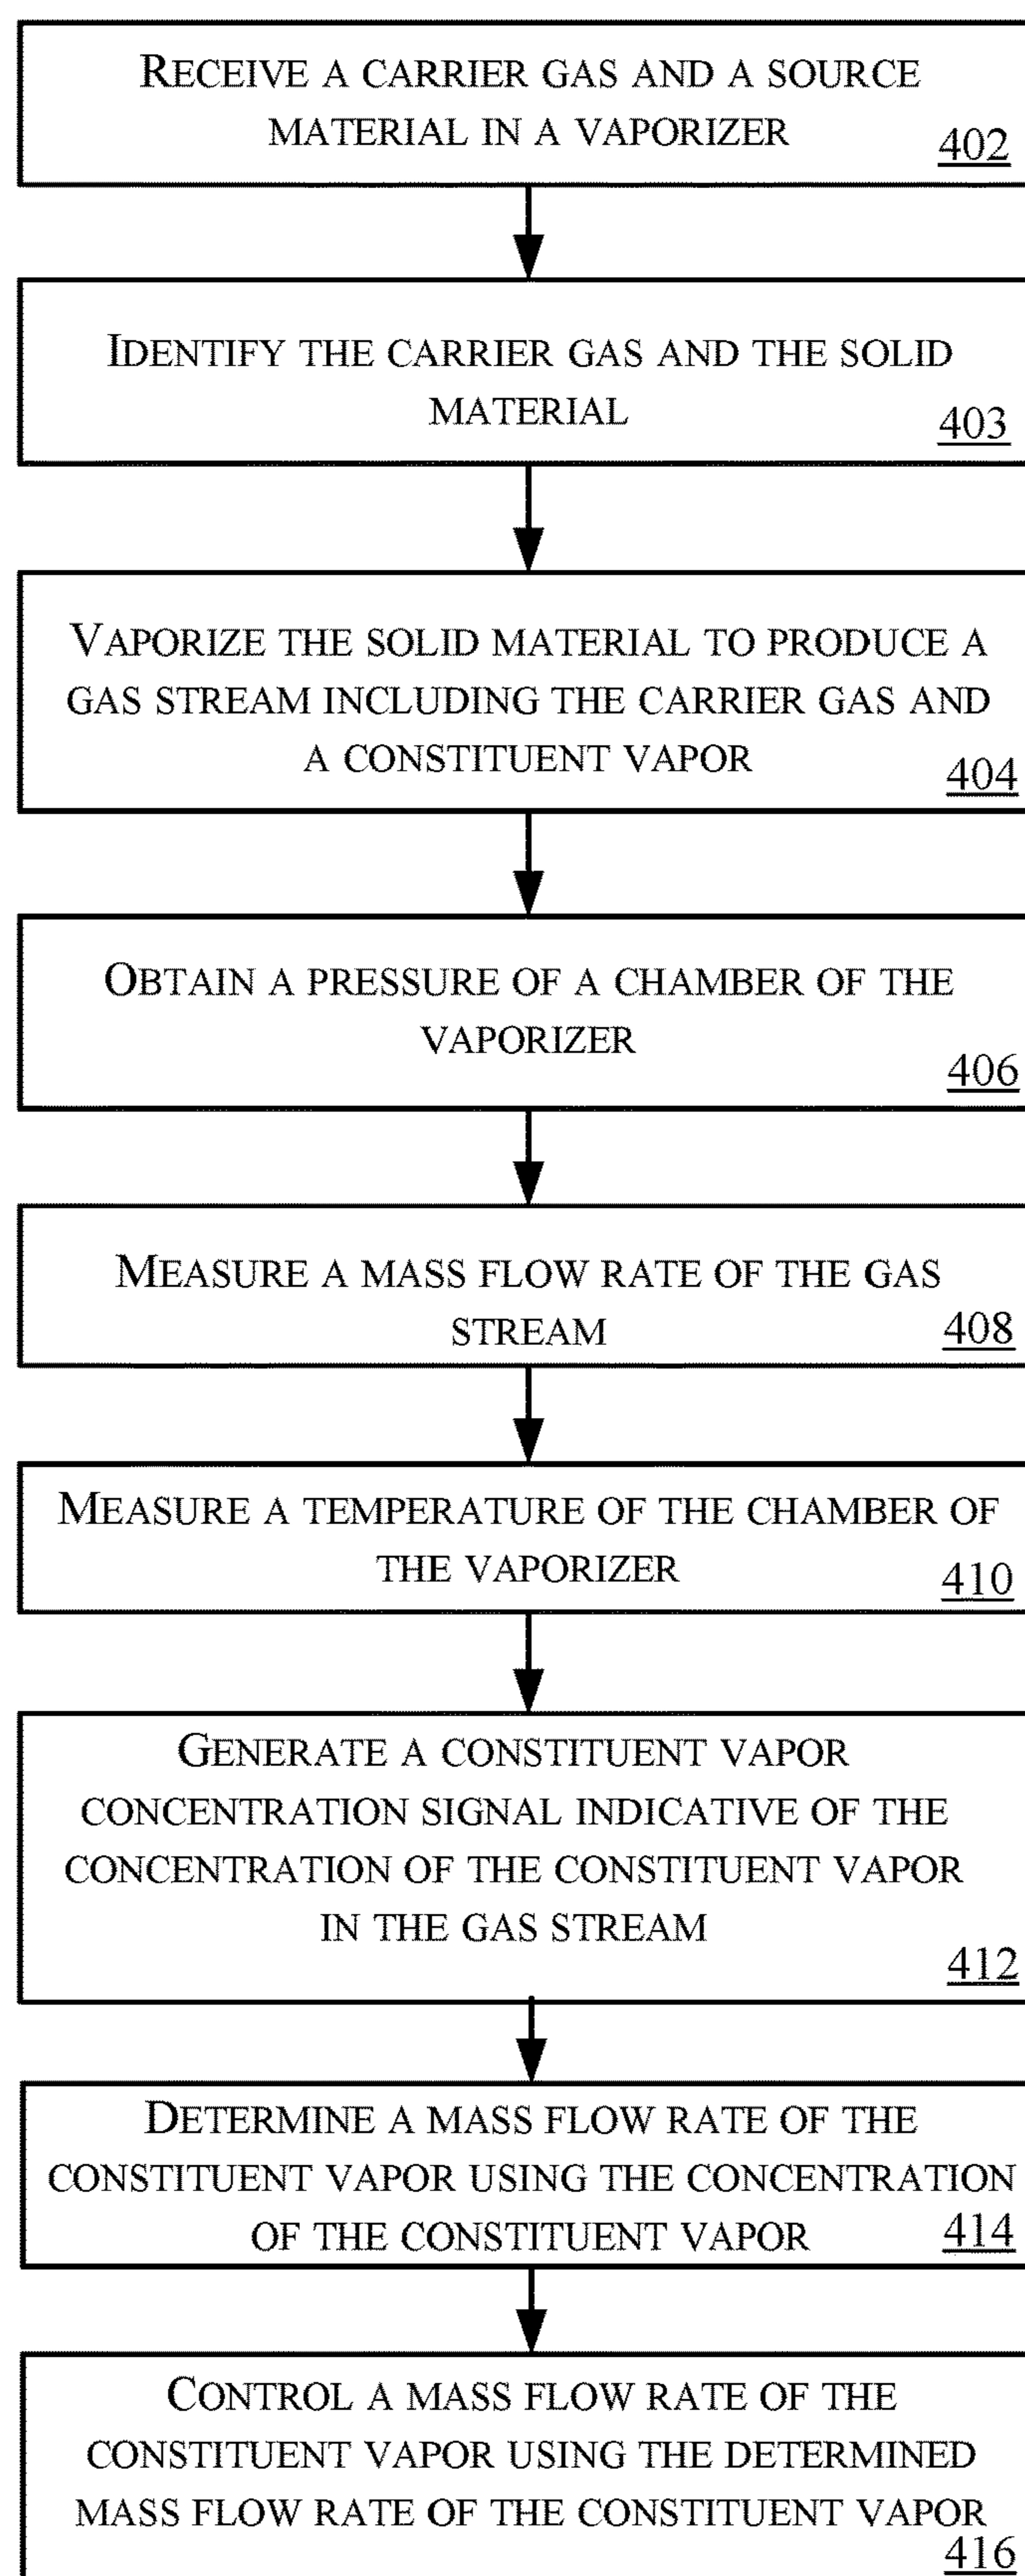 RECEIVE A CARRIER GAS AND A SOURCE
MATERIAL IN A VAPORIZER
402
IDENTIFY THE CARRIER GAS AND THE SOLID
MATERIAL
403
VAPORIZE THE SOLID MATERIAL TO PRODUCE A
GAS STREAM INCLUDING THE CARRIER GAS AND
A CONSTITUENT VAPOR
404
OBTAIN A PRESSURE OF A CHAMBER OF THE
VAPORIZER
406
MEASURE A MASS FLOW RATE OF THE GAS
STREAM
408
MEASURE A TEMPERATURE OF THE CHAMBER OF
THE VAPORIZER
410
GENERATE A CONSTITUENT VAPOR
CONCENTRATION SIGNAL INDICATIVE OF THE
CONCENTRATION OF THE CONSTITUENT VAPOR
IN THE GAS STREAM
412
DETERMINE A MASS FLOW RATE OF THE
CONSTITUENT VAPOR USING THE CONCENTRATION
OF THE CONSTITUENT VAPOR
414
CONTROL A MASS FLOW RATE OF THE
CONSTITUENT VAPOR USING THE DETERMINED
MASS FLOW RATE OF THE CONSTITUENT VAPOR
416